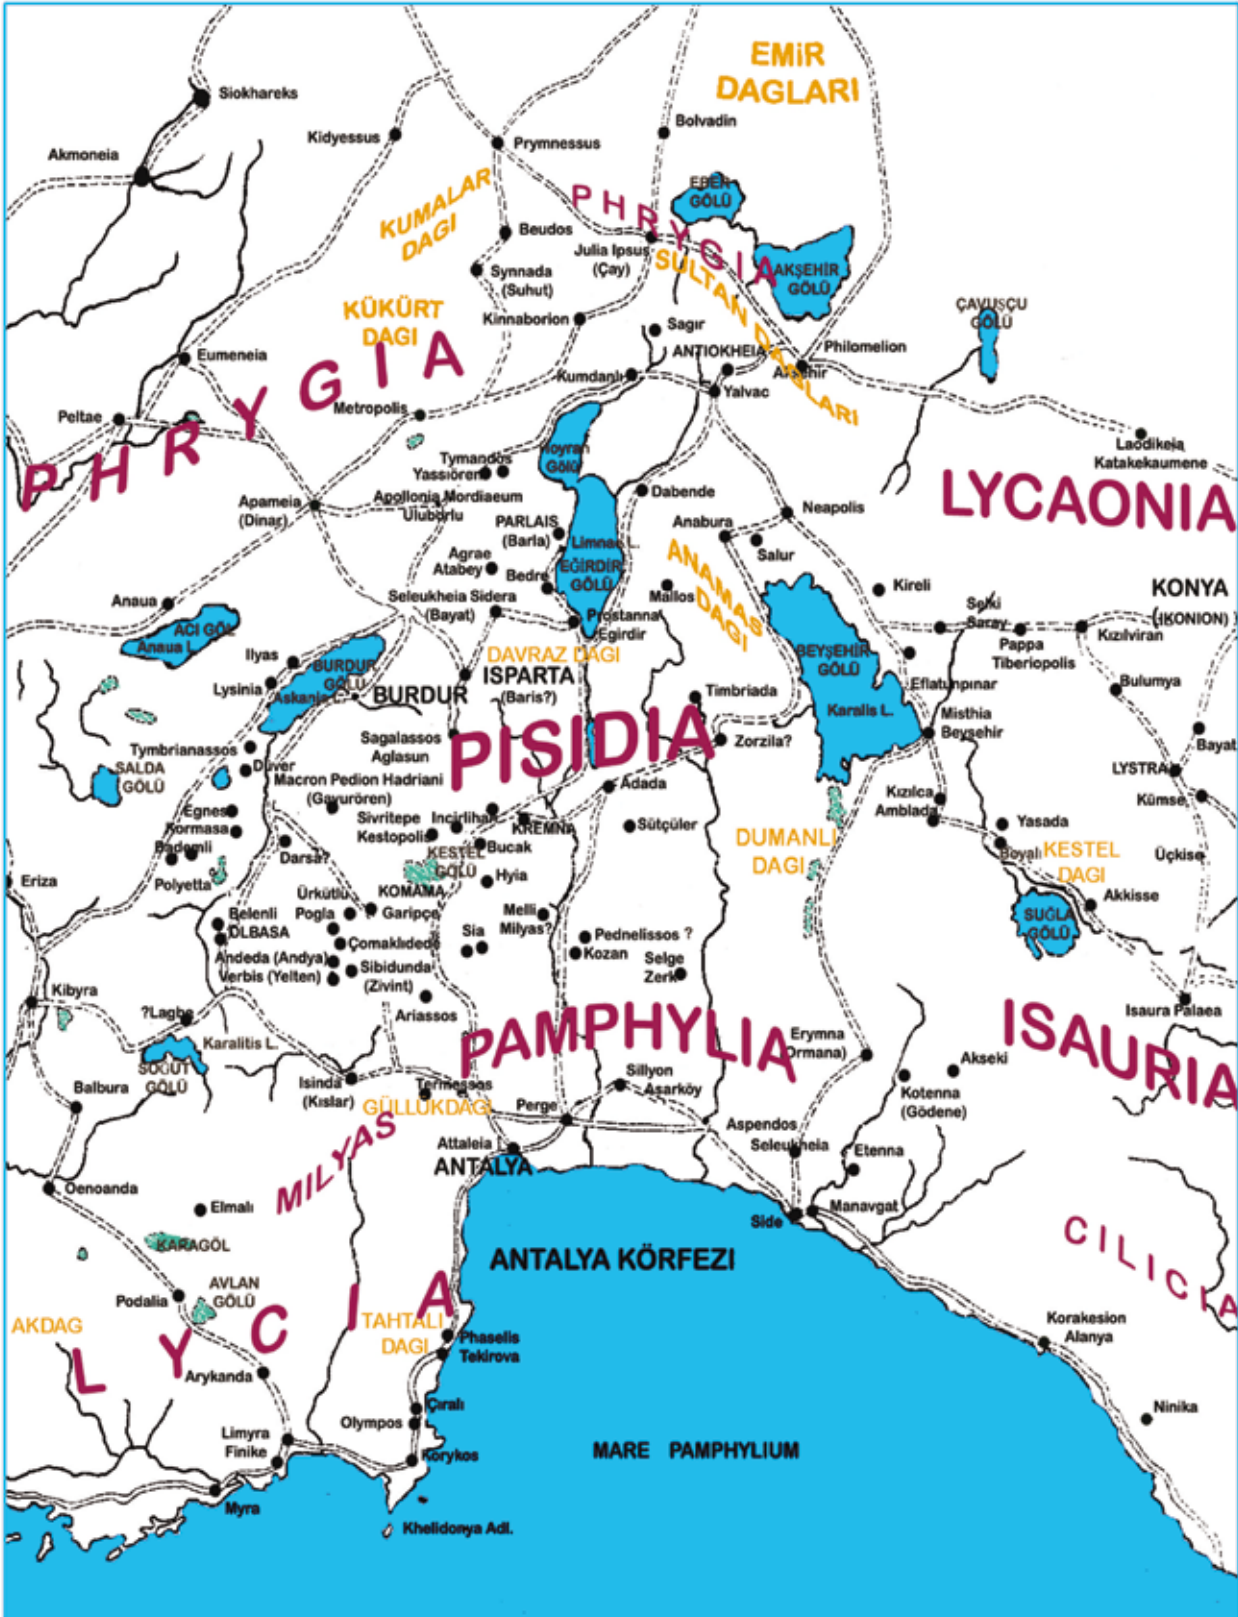 EMİR
DAGLARI
Siokhareks
Bolvadin
Kidyessus
Prymnessus
Akmoneia
EBER
GÖLÜ
KUMALAR
DAGI
PHRYGIA
Beudos
Julia Ipsus
(Çay)
SULTAN DAGLARI
AKŞEHİR
GÖLÜ
Synnada
(Suhut)
ÇAVUŞÇU
GÖLÜ
KÜKÜRT
DAGI
Kinnaborion
Sagır
Eumeneia
ANTIOKHEIA
Philomelion
Akşehir
PHRYGIA
Kumdanlı
Yalvac
Metropolis
Peltae
Laodikeia
Katakekaumene
Hoyran
Gölü
Tymandos
Yassıören
LYCAONIA
Apameia
(Dinar)
Apollonia Mordiaeum
Uluborlu
Dabende
Neapolis
PARLAIS
(Barla)
Anabura
Limnae L.
EĞİRDİR
GÖLÜ
Salur
ANAMAS
DAGI
Agrae
Atabey
Bedre
Mallos
Kireli
KONYA
(IKONION)
Anaua
Seleukheia Sidera
(Bayat)
Prostanna
Egirdir
Selki
Saray
ACI GÖL
Anaua L.
Kızılviran
Pappa
Tiberiopolis
BEYŞEHİR
GÖLÜ
DAVRAZ DAGI
Ilyas
BURDUR
GÖLÜ
Askania
ISPARTA
(Baris?)
Eflatunpınar
Bulumya
Lysinia
BURDUR
Timbriada
Karalis L.
Misthia
Beyşehir
PISIDIA
Sagalassos
Aglasun
Zorzila?
Bayat
Tymbrianassos
Düver
SALDA
GÖLÜ
Macron Pedion Hadriani
(Gavurören)
Adada
LYSTRA
Kızılca
Amblada
Kümse
Egnes
Kormasa
Sivritepe
Kestopolis
Incirlihan
KREMNA
Sütçüler
Yasada
DUMANLI
DAGI
Bademli
Darsa?
KESTEL
GÖLÜ
Bucak
Boyalı
KESTEL
DAGI
Üçkise
Eriza
Polyetta
Hyia
Ürkütlü
KOMAMA
Akkisse
Pogla
Garipçe
Melli
Milyas?
SUĞLA
GÖLÜ
Belenli
OLBASA
Sia
Pednelissos ?
Çomaklıdede
Andeda (Andya)
Kozan
Selge
Zerk
Verbis (Yelten)
Sibidunda
(Zivint)
Kibyra
Ariassos
Isaura Palaea
?Lagbe
PAMPHYLIA
ISAURIA
Karalitis L.
Erymna
(Ormana)
SOĞUT
GÖLÜ
Akseki
Balbura
Isinda
(Kıslar)
Termessos
Sillyon
Asarköy
Kotenna
(Gödene)
GÜLLÜKDAGI
Perge
MILYAS
Aspendos
Attaleia
Seleukheia
Etenna
ANTALYA
Oenoanda
Elmalı
Side
Manavgat
KARAGÖL
CILICIA
ANTALYA KÖRFEZI
AVLAN
GÖLÜ
Podalia
AKDAG
LYCIA
TAHTALI
DAGI
Korakesion
Alanya
Phaselis
Tekirova
Arykanda
Çıralı
Ninika
Olympos
Limyra
Finike
Korykos
MARE PAMPHYLIUM
Myra
Khelidonya Adl.